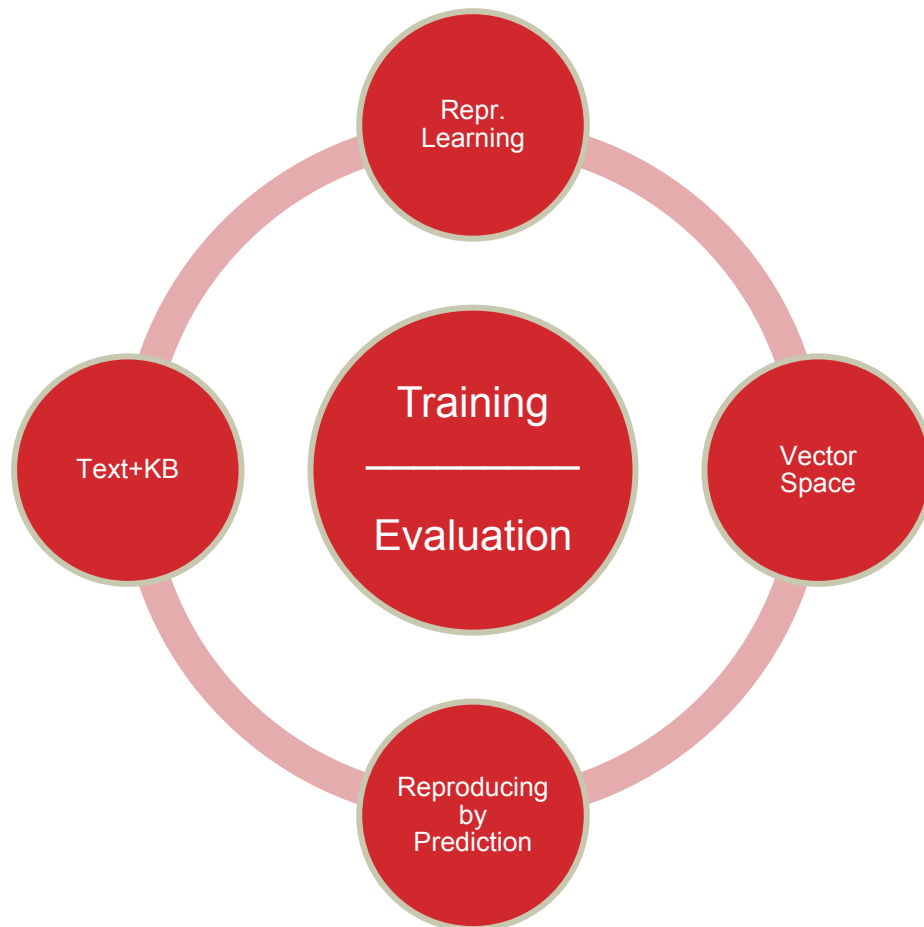 Repr.
Learning
Training
Evaluation
Text+KB
Vector
Space
Reproducing
by
Prediction